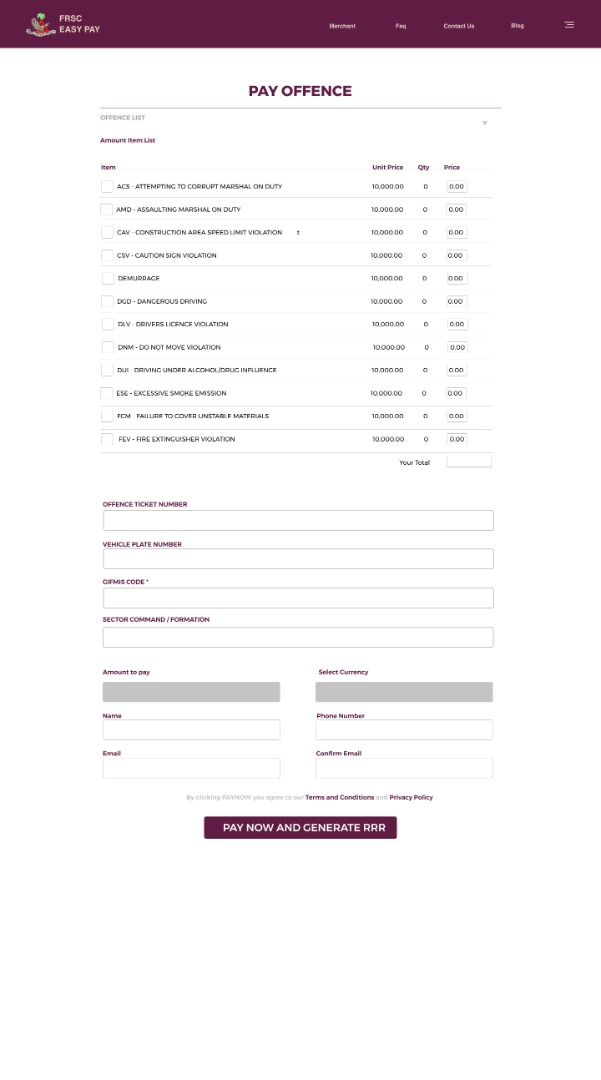 FRSC
EASY PAY
Merchant Faq Contact Us Blog
PAY OFFENCE
OFFENCE LIST
Amount Item List
Item Unit Price Qty Price
ACS - ATTEMPTING TO CORRUPT MARSHAL ON DUTY 10,000.00 0 0.00
AMD - ASSAULTING MARSHAL ON DUTY 10,000.00 0 0.00
CAV - CONSTRUCTION AREA SPEED LIMIT VIOLATION t 10,000.00 0 0.00
CSV - CAUTION SIGN VIOLATION 10,000.00 0 0.00
DEMURRAGE 10,000.00 0 0.00
DGD - DANGEROUS DRIVING 10,000.00 0 0.00
DLV - DRIVERS LICENCE VIOLATION 10,000.00 0 0.00
DNM - DO NOT MOVE VIOLATION 10,000.00 0 0.00
DUI - DRIVING UNDER ALCOHOL/DRUG INFLUENCE 10,000.00 0 0.00
ESE - EXCESSIVE SMOKE EMISSION 10,000.00 0 0.00
FCM - FAILURE TO COVER UNSTABLE MATERIALS 10,000.00 0 0.00
FEV - FIRE EXTINGUISHER VIOLATION 10,000.00 0 0.00
Your Total
OFFENCE TICKET NUMBER
VEHICLE PLATE NUMBER
GIFMIS CODE *
SECTOR COMMAND / FORMATION
Amount to pay Select Currency
Name Phone Number
Email Confirm Email
By clicking PAYNOW you agree to our Terms and Conditions and Privacy Policy
PAY NOW AND GENERATE RRR